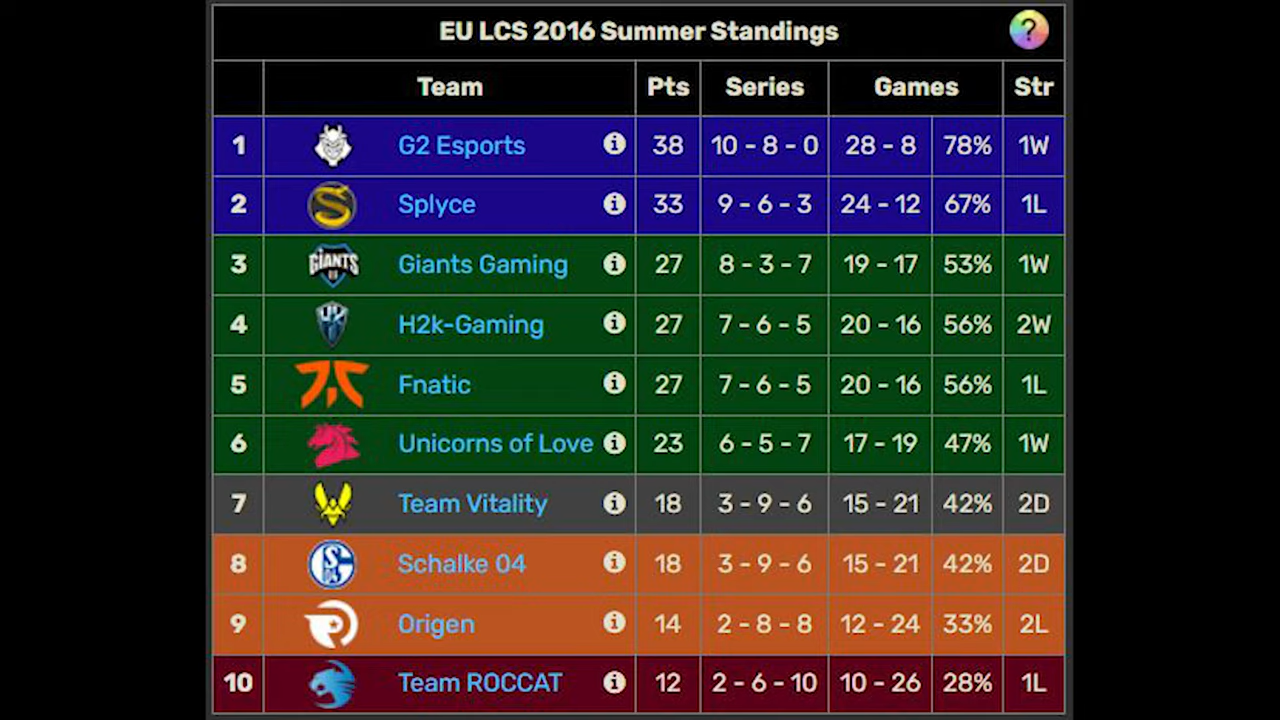 EU LCS 2016 Summer Standings ?
Team Pts Series Games Str
1 G2 Esports i 38 10 - 8 - 0 28 - 8 78% 1W
2 S Splyce i 33 9 - 6 - 3 24 - 12 67% 1L
3 GIANTS Giants Gaming i 27 8 - 3 - 7 19 - 17 53% 1W
4 H2k-Gaming i 27 7 - 6 - 5 20 - 16 56% 2W
5 Fnatic i 27 7 - 6 - 5 20 - 16 56% 1L
6 Unicorns of Love i 23 6 - 5 - 7 17 - 19 47% 1W
7 Team Vitality i 18 3 - 9 - 6 15 - 21 42% 2D
8 S 04 Schalke 04 i 18 3 - 9 - 6 15 - 21 42% 2D
9 Origen i 14 2 - 8 - 8 12 - 24 33% 2L
10 Team ROCCAT i 12 2 - 6 - 10 10 - 26 28% 1L